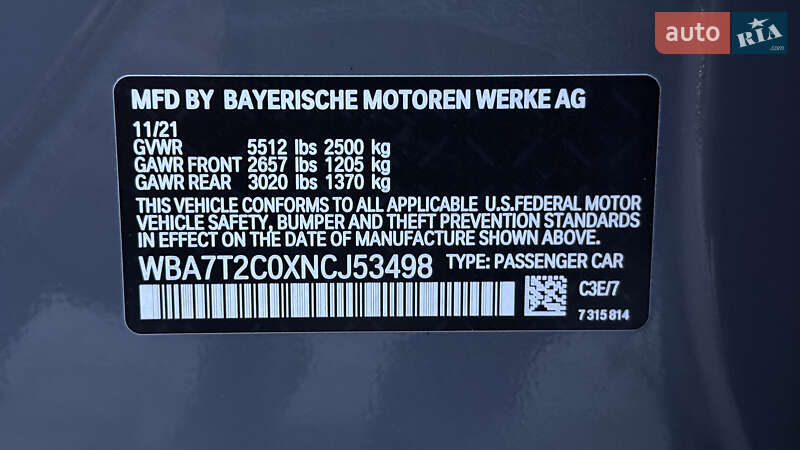 auto RIA
MFD BY BAYERISCHE MOTOREN WERKE AG
11/21
GVWR 5512 lbs 2500 kg
GAWR FRONT 2657 lbs 1205 kg
GAWR REAR 3020 lbs 1370 kg
THIS VEHICLE CONFORMS TO ALL APPLICABLE U.S.FEDERAL MOTOR
VEHICLE SAFETY, BUMPER AND THEFT PREVENTION STANDARDS
IN EFFECT ON THE DATE OF MANUFACTURE SHOWN ABOVE.
WBA7T2C0XNCJ53498 TYPE: PASSENGER CAR
C3E/7
7 315 814